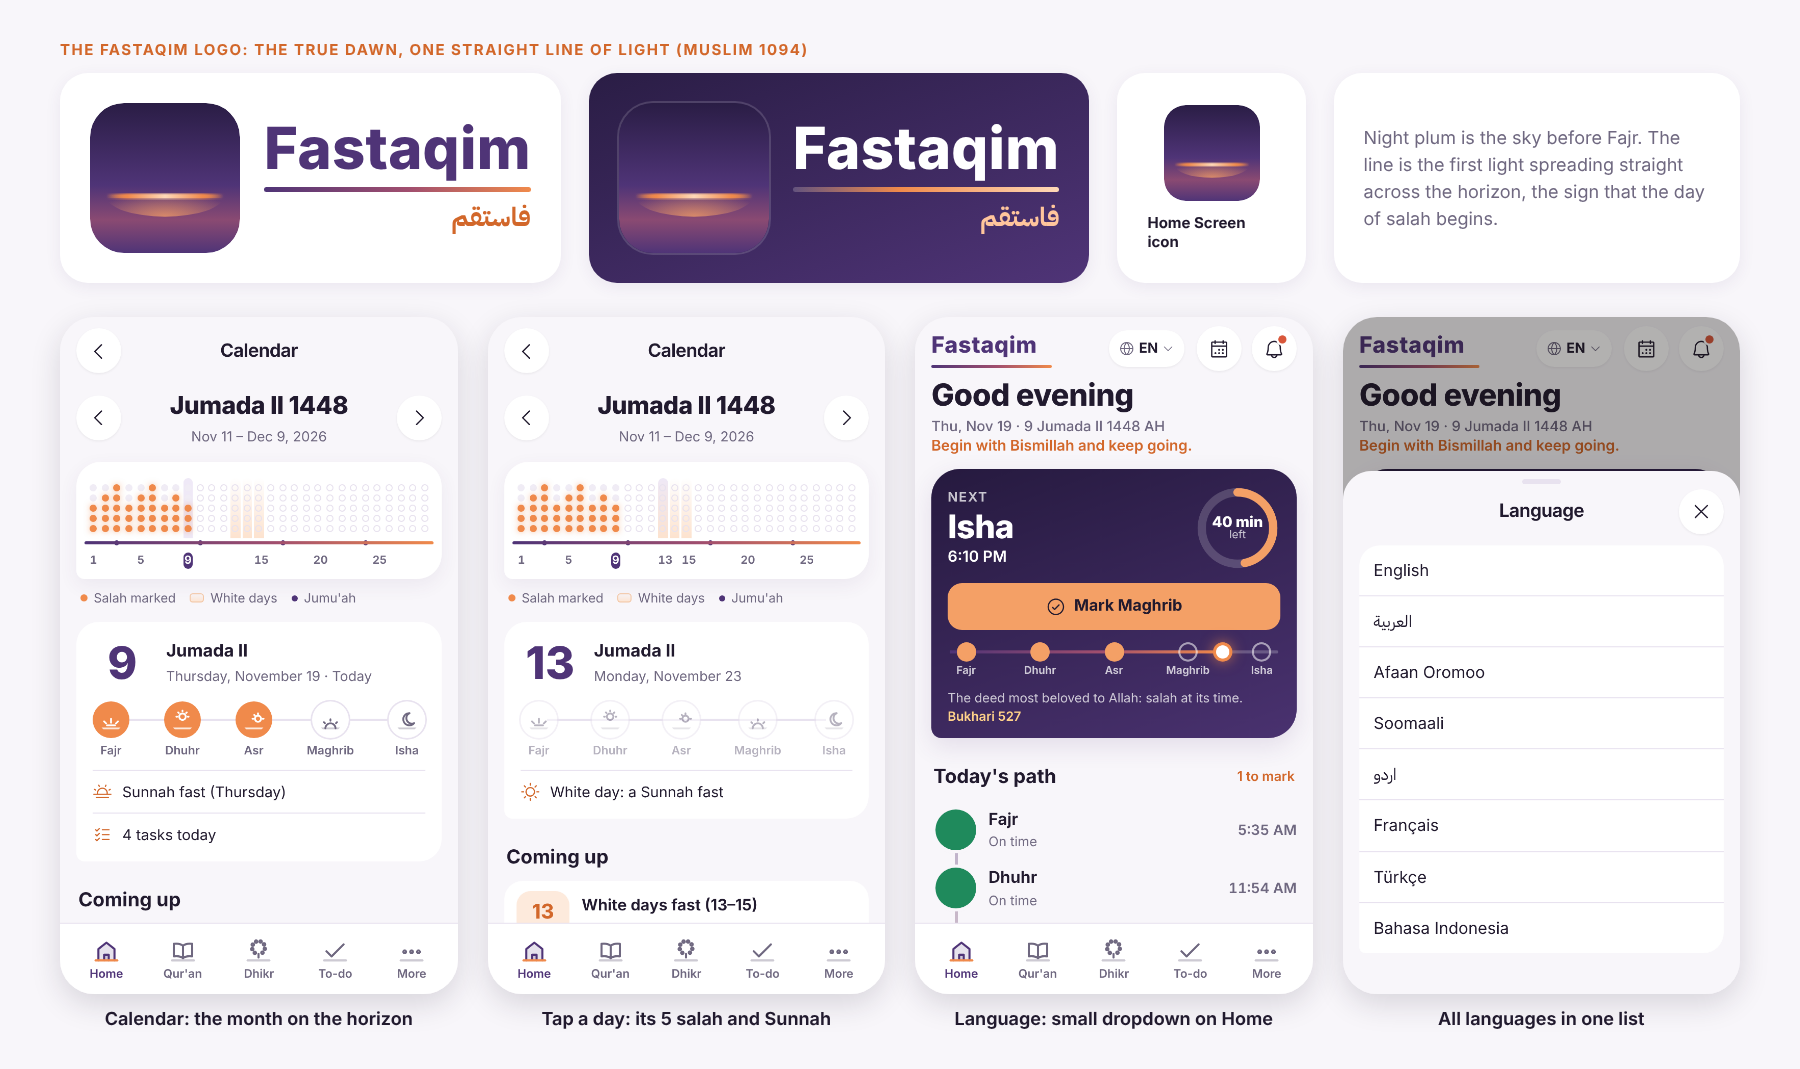 THE FASTAQIM LOGO: THE TRUE DAWN, ONE STRAIGHT LINE OF LIGHT (MUSLIM 1094)
Fastaqim
فاستقم
Fastaqim
فاستقم
Home Screen
icon
Night plum is the sky before Fajr. The
line is the first light spreading straight
across the horizon, the sign that the day
of salah begins.
Calendar
Jumada II 1448
Nov 11 – Dec 9, 2026
1 5 9 15 20 25
Salah marked White days Jumu'ah
9
Jumada II
Thursday, November 19 · Today
Fajr Dhuhr Asr Maghrib Isha
Sunnah fast (Thursday)
4 tasks today
Coming up
Home Qur'an Dhikr To-do More
Calendar: the month on the horizon
Calendar
Jumada II 1448
Nov 11 – Dec 9, 2026
1 5 9 13 15 20 25
Salah marked White days Jumu'ah
13
Jumada II
Monday, November 23
Fajr Dhuhr Asr Maghrib Isha
White day: a Sunnah fast
Coming up
13
White days fast (13–15)
Home Qur'an Dhikr To-do More
Tap a day: its 5 salah and Sunnah
Fastaqim
EN
Good evening
Thu, Nov 19 · 9 Jumada II 1448 AH
Begin with Bismillah and keep going.
NEXT
Isha
6:10 PM
40 min
left
Mark Maghrib
Fajr Dhuhr Asr Maghrib Isha
The deed most beloved to Allah: salah at its time.
Bukhari 527
Today's path
1 to mark
Fajr
On time
5:35 AM
Dhuhr
On time
11:54 AM
Home Qur'an Dhikr To-do More
Language: small dropdown on Home
Fastaqim
EN
Good evening
Thu, Nov 19 · 9 Jumada II 1448 AH
Begin with Bismillah and keep going.
Language
English
العربية
Afaan Oromoo
Soomaali
اردو
Français
Türkçe
Bahasa Indonesia
All languages in one list